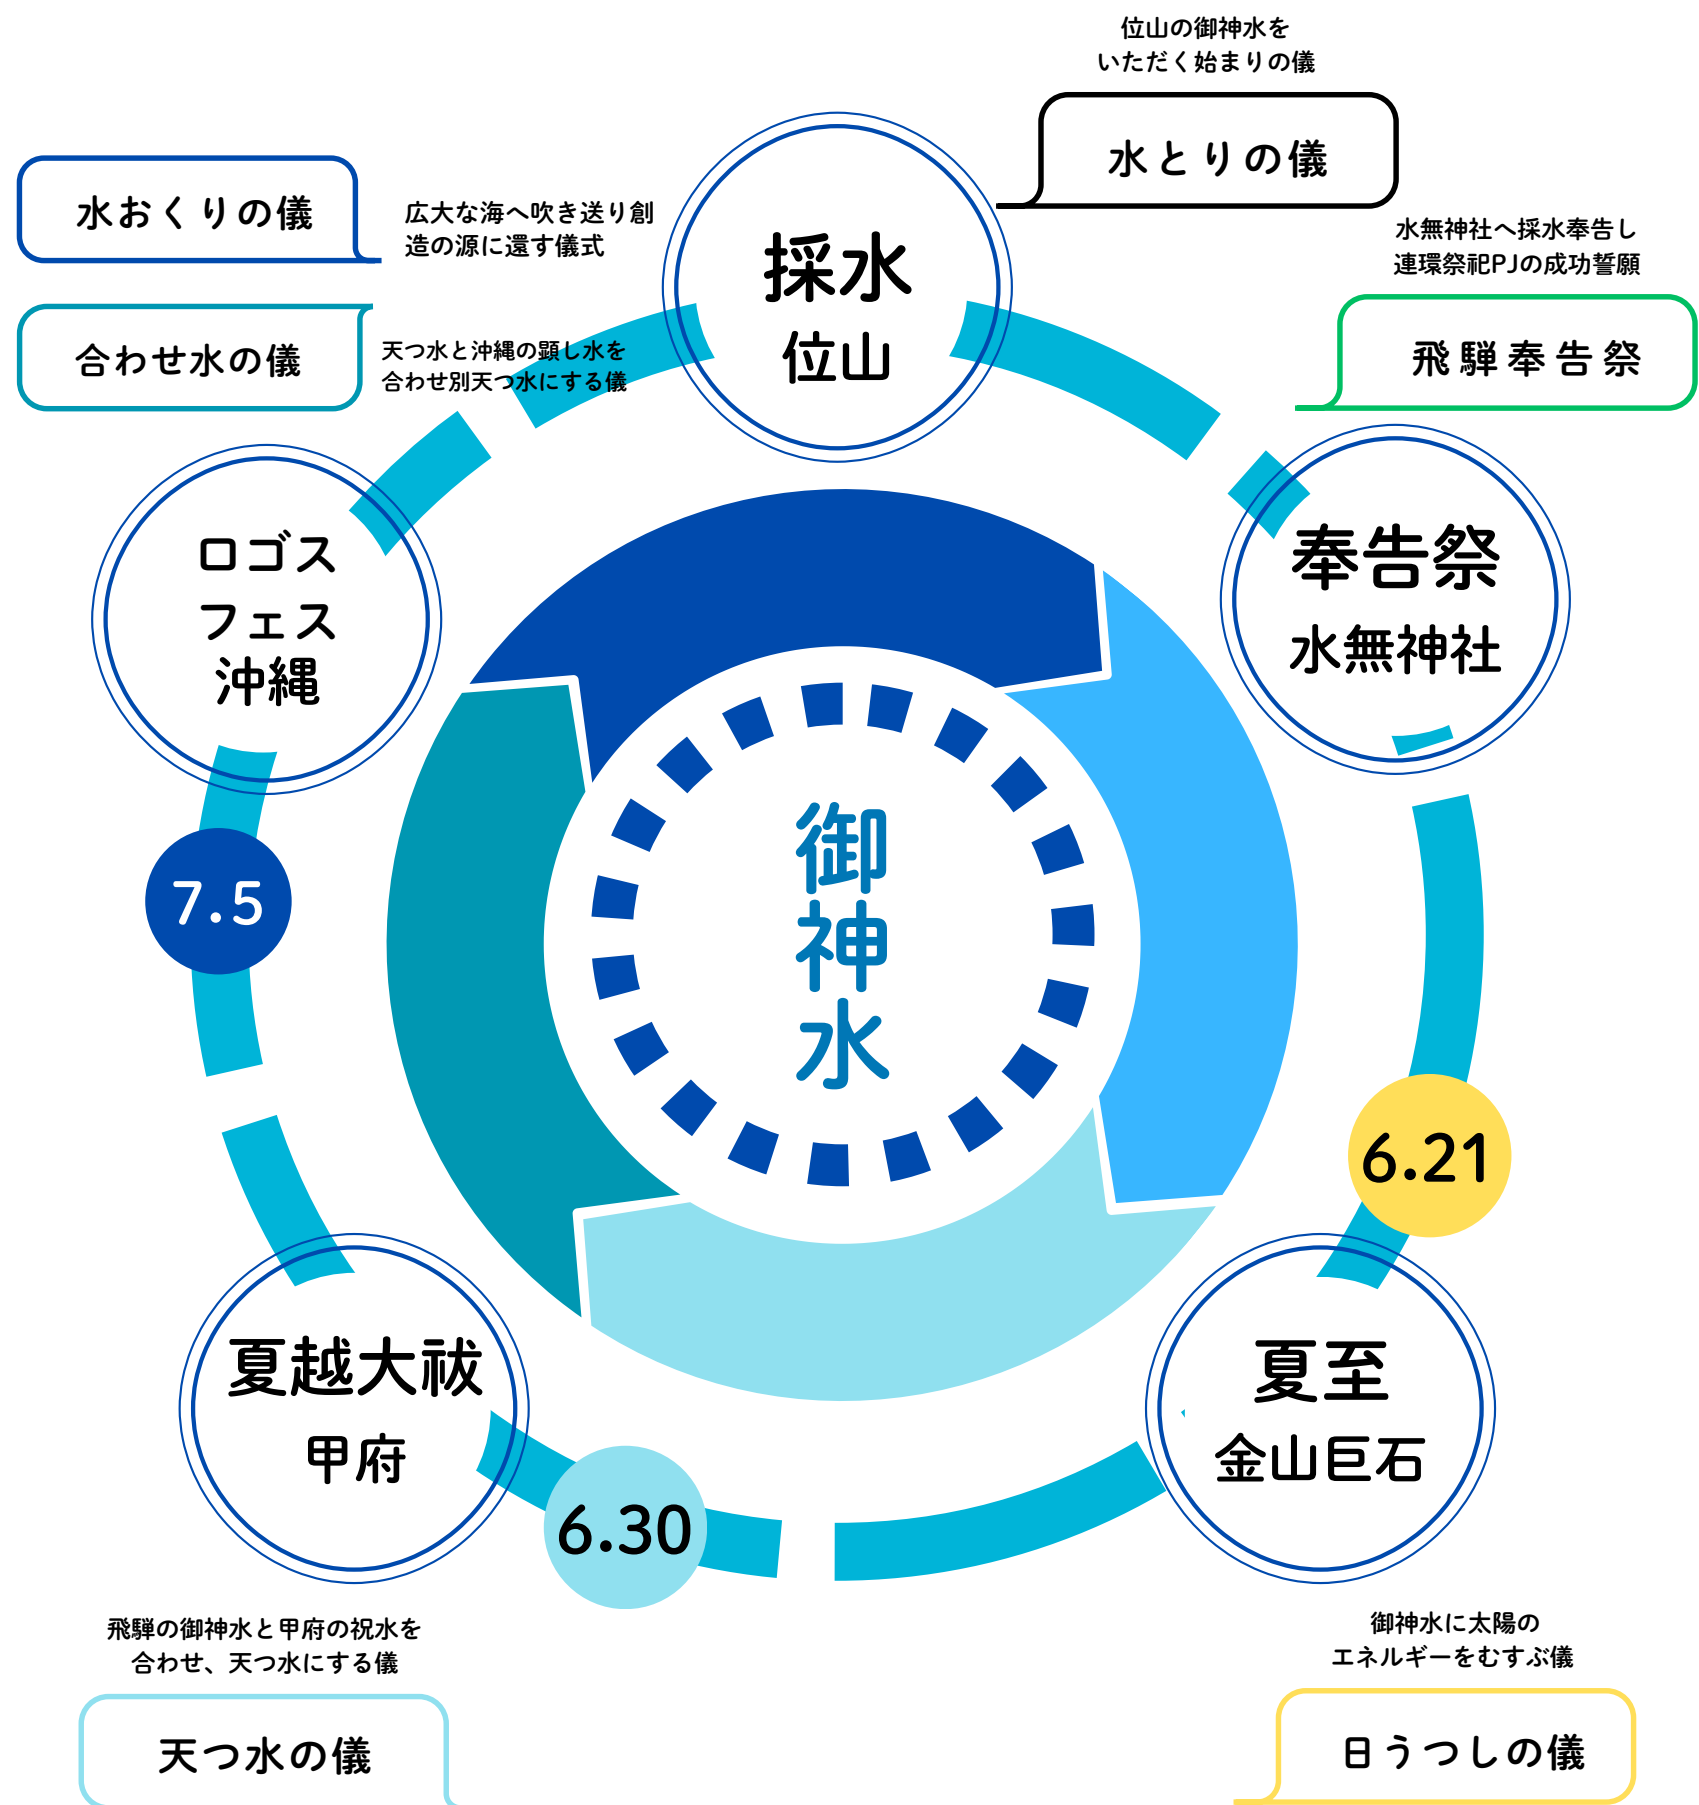 位山の御神水を
いただく始まりの儀
水とりの儀
採水
位山
水無神社へ採水奉告し
連環祭祀PJの成功誓願
飛騨奉告祭
奉告祭
水無神社
6.21
夏至
金山巨石
御神水に太陽の
エネルギーをむすぶ儀
日うつしの儀
6.30
夏越大祓
甲府
飛騨の御神水と甲府の祝水を
合わせ、天つ水にする儀
天つ水の儀
7.5
ロゴス
フェス
沖縄
水おくりの儀
広大な海へ吹き送り創
造の源に還す儀式
合わせ水の儀
天つ水と沖縄の顕し水を
合わせ別天つ水にする儀
御神水